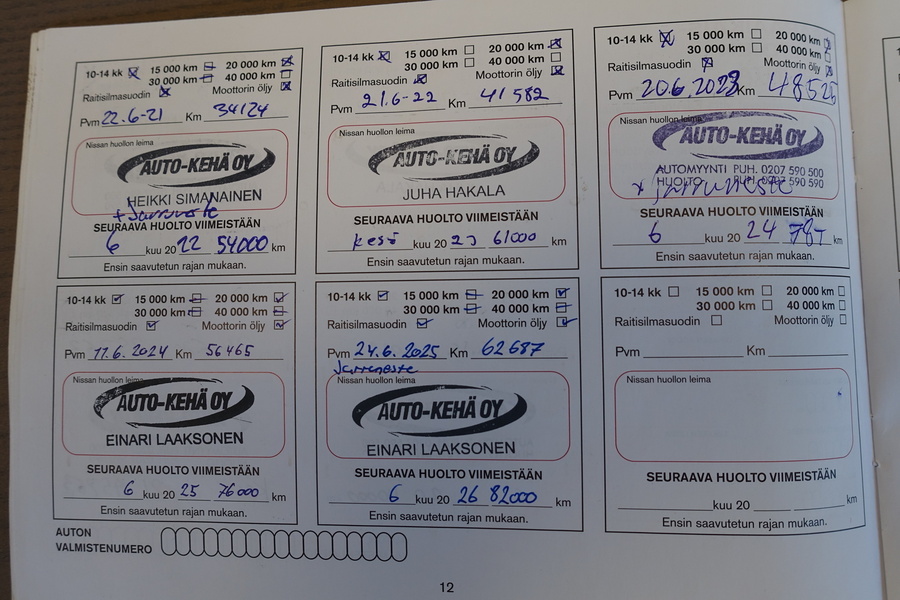 10-14 kk 15 000 km 20 000 km
30 000 km 40 000 km
Raitisilmasuodin Moottorin öljy
Pvm 22.6-21 Km 34124
Nissan huollon leima
AUTO-KEHÄ OY
HEIKKI SIMANAINEN
+ Jarruneste
SEURAAVA HUOLTO VIIMEISTÄÄN
6 kuu 20 22 54000 km
Ensin saavutetun rajan mukaan.
10-14 kk 15 000 km 20 000 km
30 000 km 40 000 km
Raitisilmasuodin Moottorin öljy
Pvm 21.6-22 Km 41582
Nissan huollon leima
AUTO-KEHÄ OY
JUHA HAKALA
SEURAAVA HUOLTO VIIMEISTÄÄN
kesä kuu 20 23 61000 km
Ensin saavutetun rajan mukaan.
10-14 kk 15 000 km 20 000 km
30 000 km 40 000 km
Raitisilmasuodin Moottorin öljy
Pvm 20.6.2023 Km
Nissan huollon leima
AUTO-KEHÄ OY
AUTOMYYNTI PUH. 0207 590 500
HUOLTO PUH. 0207 590 590
+ jarruneste
SEURAAVA HUOLTO VIIMEISTÄÄN
6 kuu 20 24 km
Ensin saavutetun rajan mukaan.
10-14 kk 15 000 km 20 000 km
30 000 km 40 000 km
Raitisilmasuodin Moottorin öljy
Pvm 11.6.2024 Km 56465
Nissan huollon leima
AUTO-KEHÄ OY
EINARI LAAKSONEN
SEURAAVA HUOLTO VIIMEISTÄÄN
6 kuu 20 25 76000 km
Ensin saavutetun rajan mukaan.
10-14 kk 15 000 km 20 000 km
30 000 km 40 000 km
Raitisilmasuodin Moottorin öljy
Pvm 24.6.2025 Km 62687
Jarruneste
Nissan huollon leima
AUTO-KEHÄ OY
EINARI LAAKSONEN
SEURAAVA HUOLTO VIIMEISTÄÄN
6 kuu 20 26 82000 km
Ensin saavutetun rajan mukaan.
10-14 kk 15 000 km 20 000 km
30 000 km 40 000 km
Raitisilmasuodin Moottorin öljy
Pvm Km
Nissan huollon leima
SEURAAVA HUOLTO VIIMEISTÄÄN
kuu 20 km
Ensin saavutetun rajan mukaan.
AUTON
VALMISTENUMERO
12